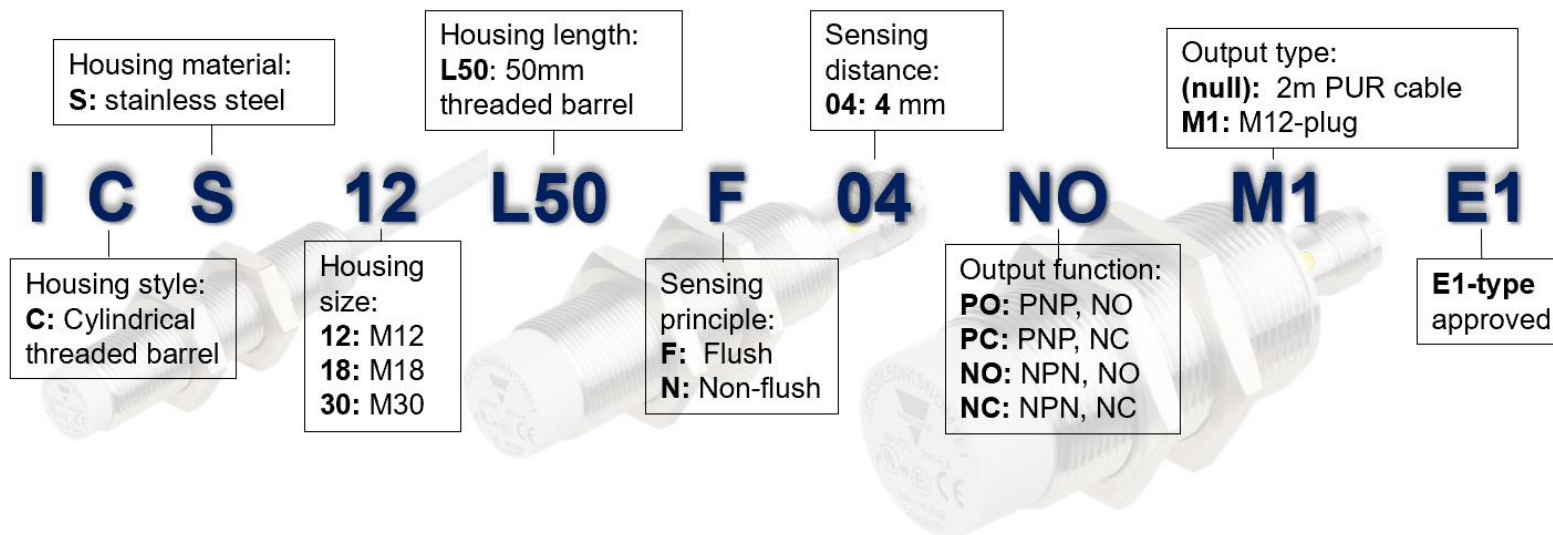 Housing material:
S: stainless steel
Housing length:
L50: 50mm
threaded barrel
Sensing
distance:
04: 4 mm
Output type:
(null): 2m PUR cable
M1: M12-plug
I C S 12 L50 F 04 NO M1 E1
Housing style:
C: Cylindrical
threaded barrel
Housing
size:
12: M12
18: M18
30: M30
Sensing
principle:
F: Flush
N: Non-flush
Output function:
PO: PNP, NO
PC: PNP, NC
NO: NPN, NO
NC: NPN, NC
E1-type
approved